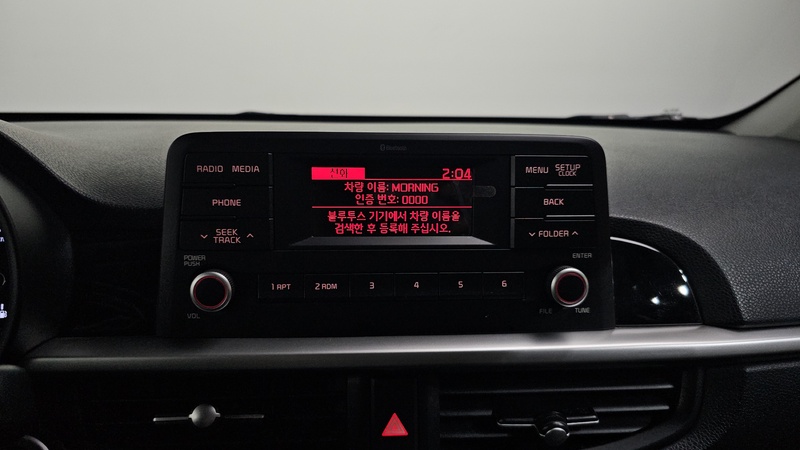 Bluetooth
RADIO MEDIA
PHONE
SEEK
TRACK
POWER
PUSH
VOL
2:04
차량 이름: MORNING
인증 번호: 0000
블루투스 기기에서 차량 이름을
검색한 후 등록해 주십시오.
MENU SETUP
CLOCK
BACK
FOLDER
ENTER
FILE TUNE
1 RPT 2 RDM 3 4 5 6